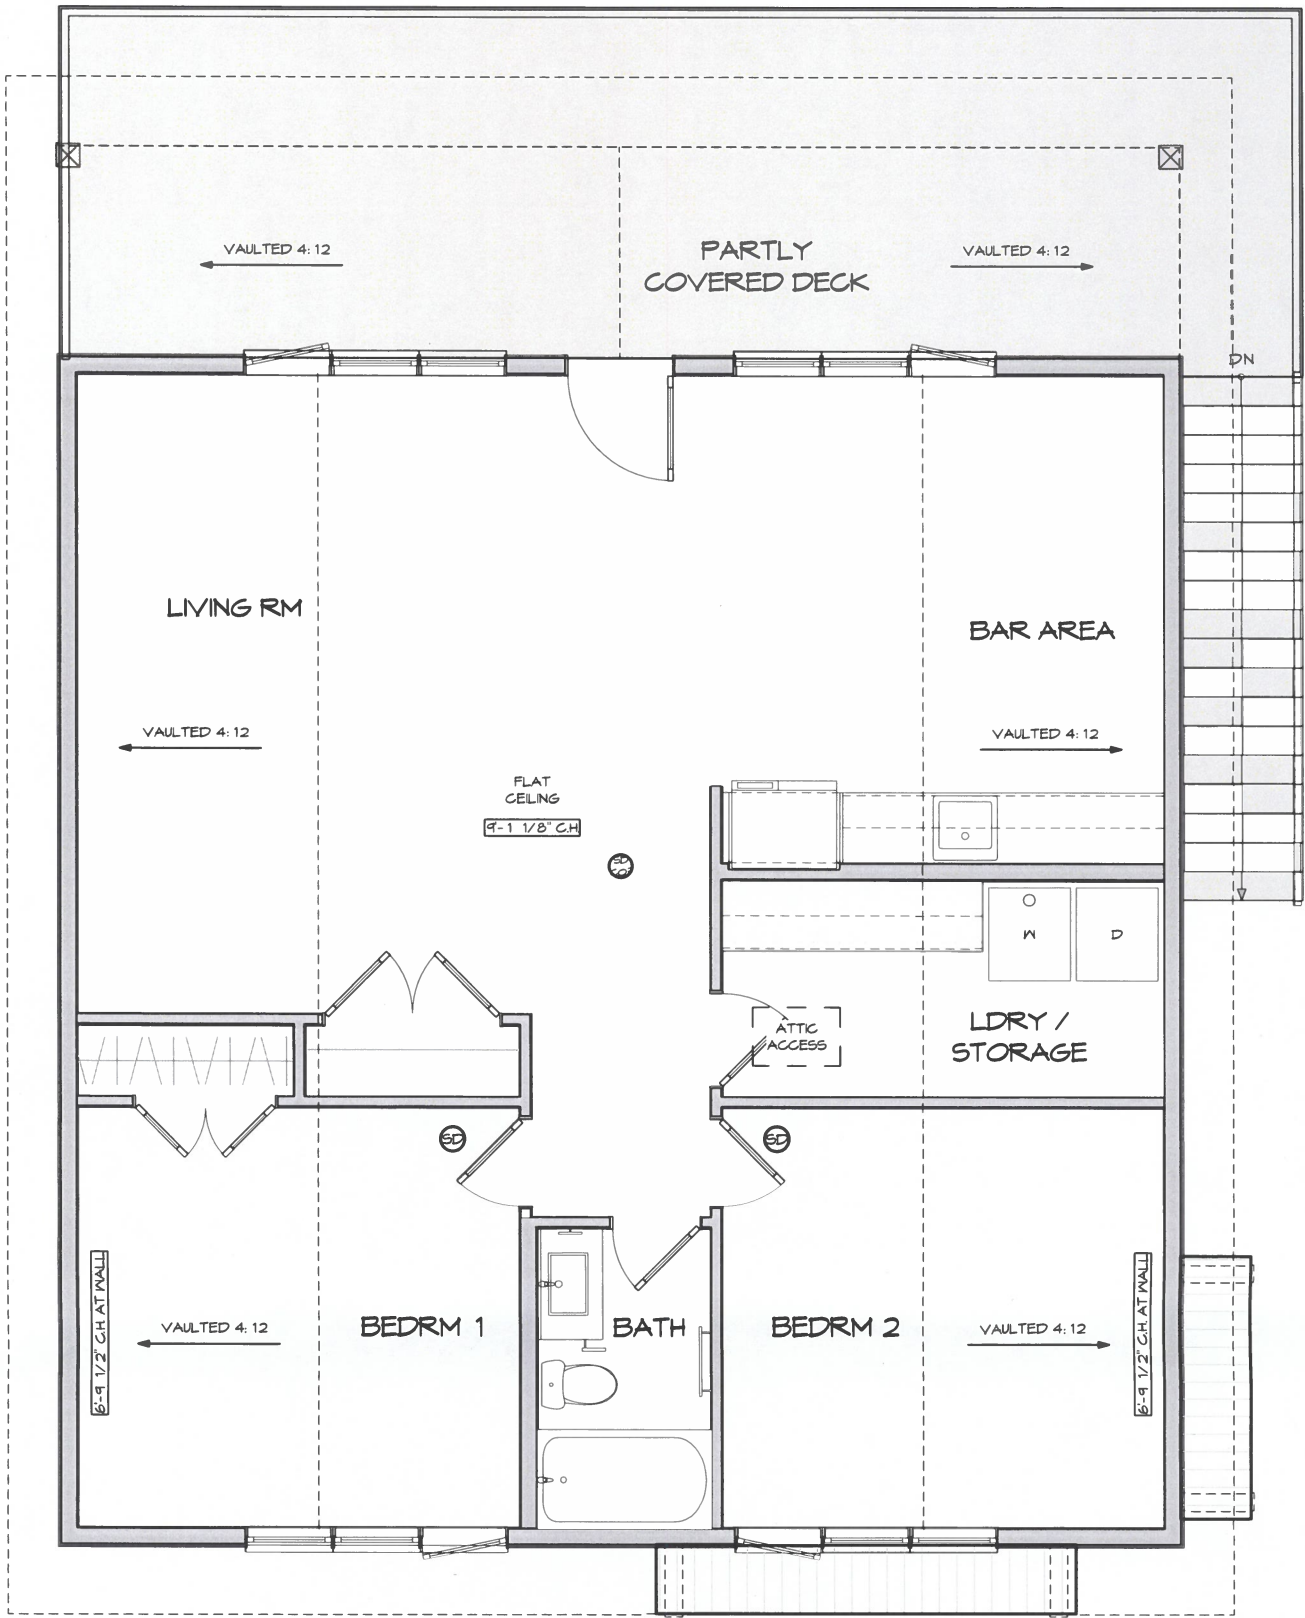 VAULTED 4:12
PARTLY
COVERED DECK
VAULTED 4:12
DN
LIVING RM
BAR AREA
VAULTED 4:12
VAULTED 4:12
FLAT
CEILING
9'-1 1/8" C.H.
SD
W
D
ATTIC
ACCESS
LDRY /
STORAGE
SD
SD
6'-9 1/2" C.H. AT WALL
VAULTED 4:12
BEDRM 1
BATH
BEDRM 2
VAULTED 4:12
6'-9 1/2" C.H. AT WALL